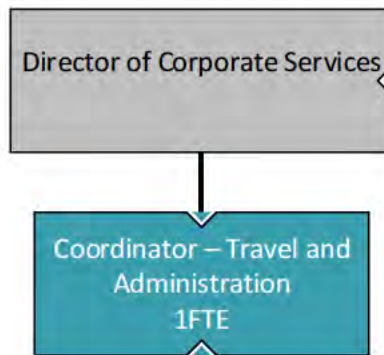 Director of Corporate Services
Coordinator – Travel and
Administration
1FTE